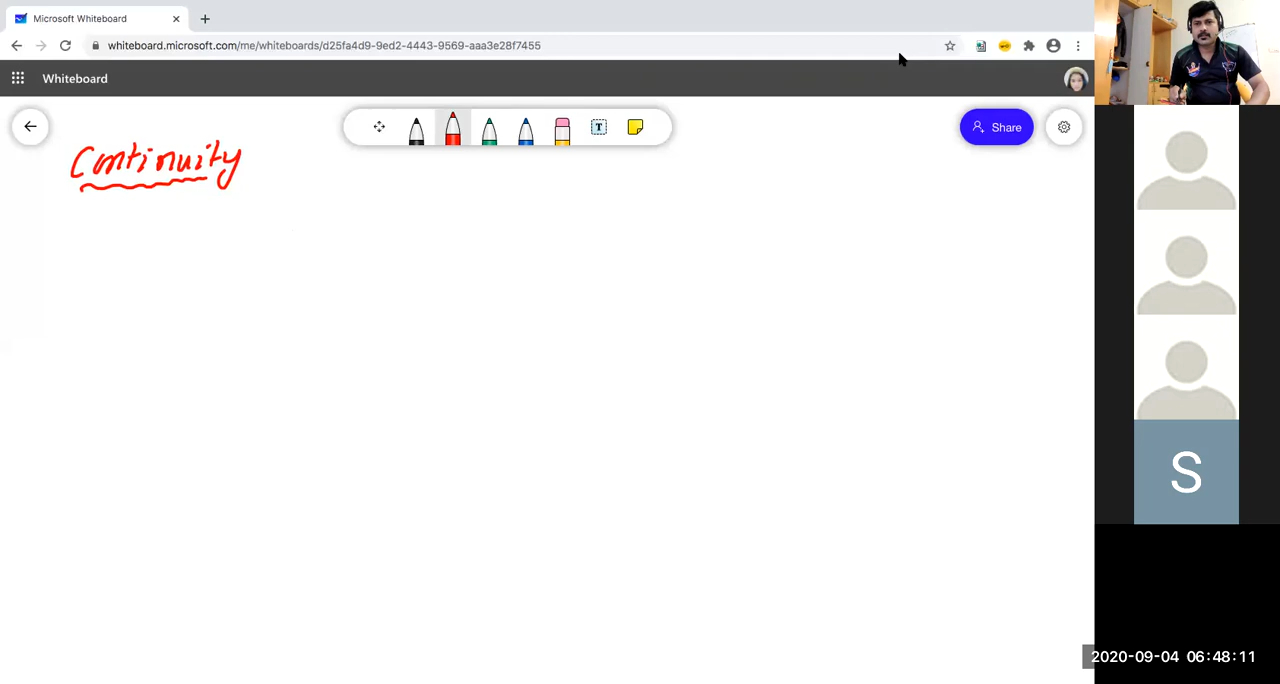 Microsoft Whiteboard
whiteboard.microsoft.com/me/whiteboards/d25fa4d9-9ed2-4443-9569-aaa3e28f7455
Whiteboard
T
Share
Continuity
S
2020-09-04 06:48:11